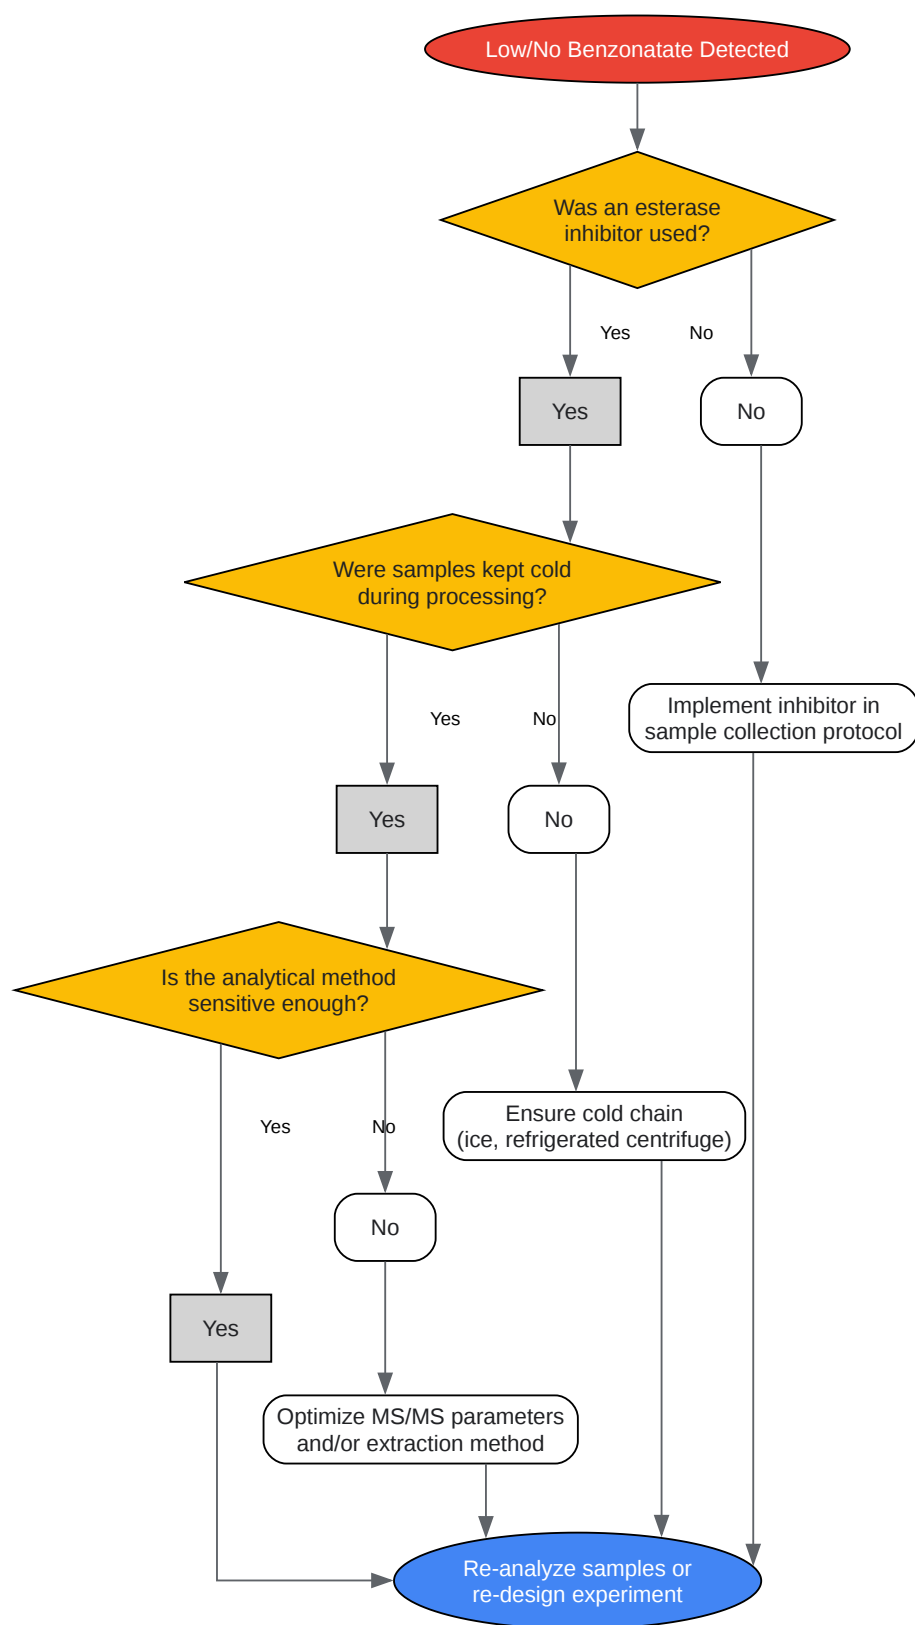 Low/No Benzonatate Detected
Was an esterase
inhibitor used?
Yes
No
Yes
No
Were samples kept cold
during processing?
Implement inhibitor in
sample collection protocol
Yes
No
Yes
No
Is the analytical method
sensitive enough?
Ensure cold chain
(ice, refrigerated centrifuge)
Yes
No
No
Yes
Optimize MS/MS parameters
and/or extraction method
Re-analyze samples or
re-design experiment